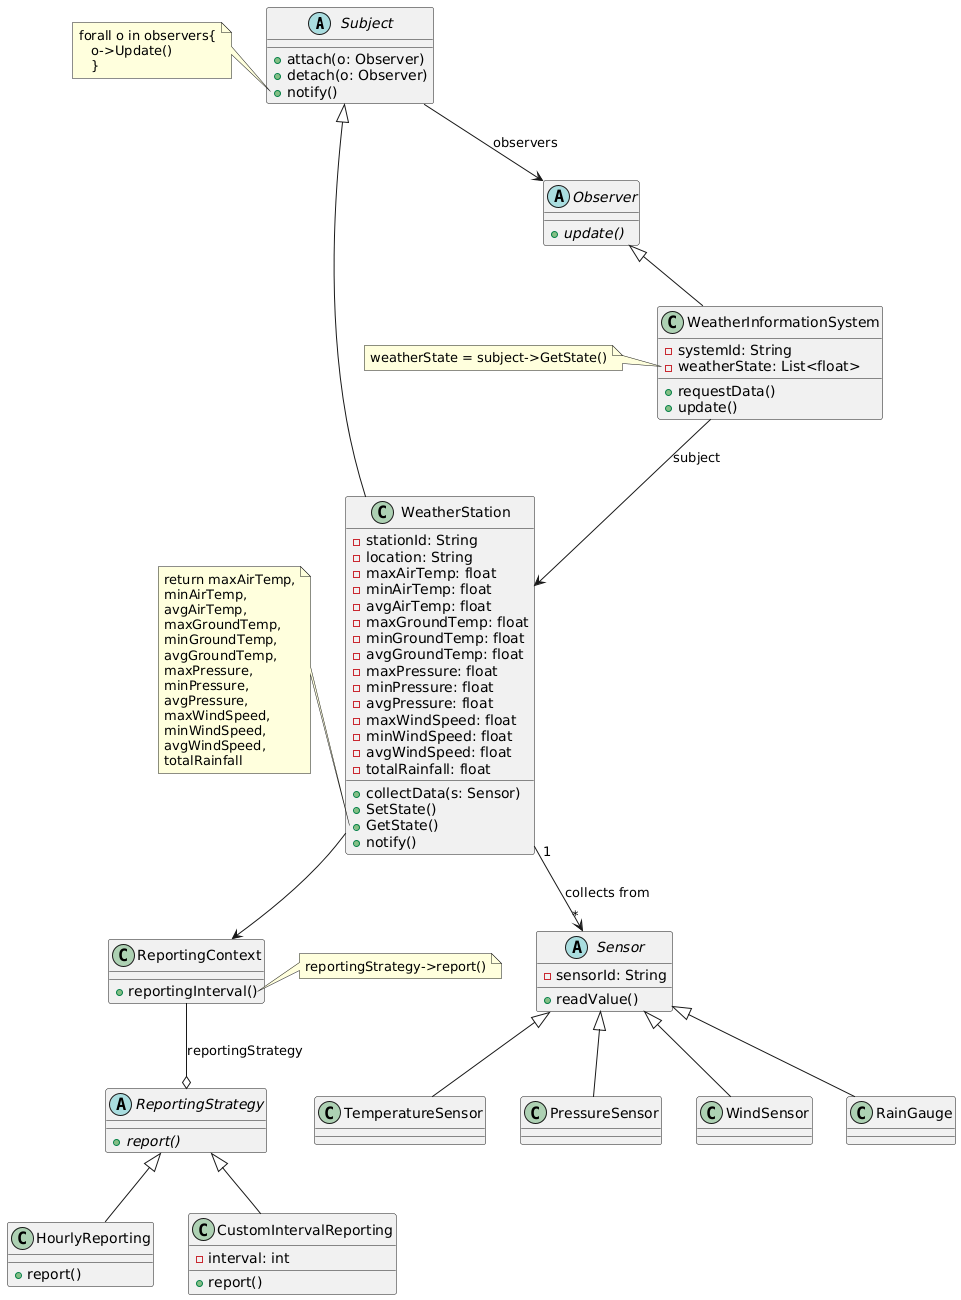 forall o in observers{
o->Update()
}
A Subject
attach(o: Observer)
detach(o: Observer)
notify()
observers
A Observer
update()
C WeatherInformationSystem
systemId: String
weatherState: List<float>
requestData()
update()
weatherState = subject->GetState()
subject
C WeatherStation
stationId: String
location: String
maxAirTemp: float
minAirTemp: float
avgAirTemp: float
maxGroundTemp: float
minGroundTemp: float
avgGroundTemp: float
maxPressure: float
minPressure: float
avgPressure: float
maxWindSpeed: float
minWindSpeed: float
avgWindSpeed: float
totalRainfall: float
collectData(s: Sensor)
SetState()
GetState()
notify()
return maxAirTemp,
minAirTemp,
avgAirTemp,
maxGroundTemp,
minGroundTemp,
avgGroundTemp,
maxPressure,
minPressure,
avgPressure,
maxWindSpeed,
minWindSpeed,
avgWindSpeed,
totalRainfall
1
collects from
*
C ReportingContext
reportingInterval()
reportingStrategy->report()
A Sensor
sensorId: String
readValue()
reportingStrategy
A ReportingStrategy
report()
C TemperatureSensor
C PressureSensor
C WindSensor
C RainGauge
C HourlyReporting
report()
C CustomIntervalReporting
interval: int
report()